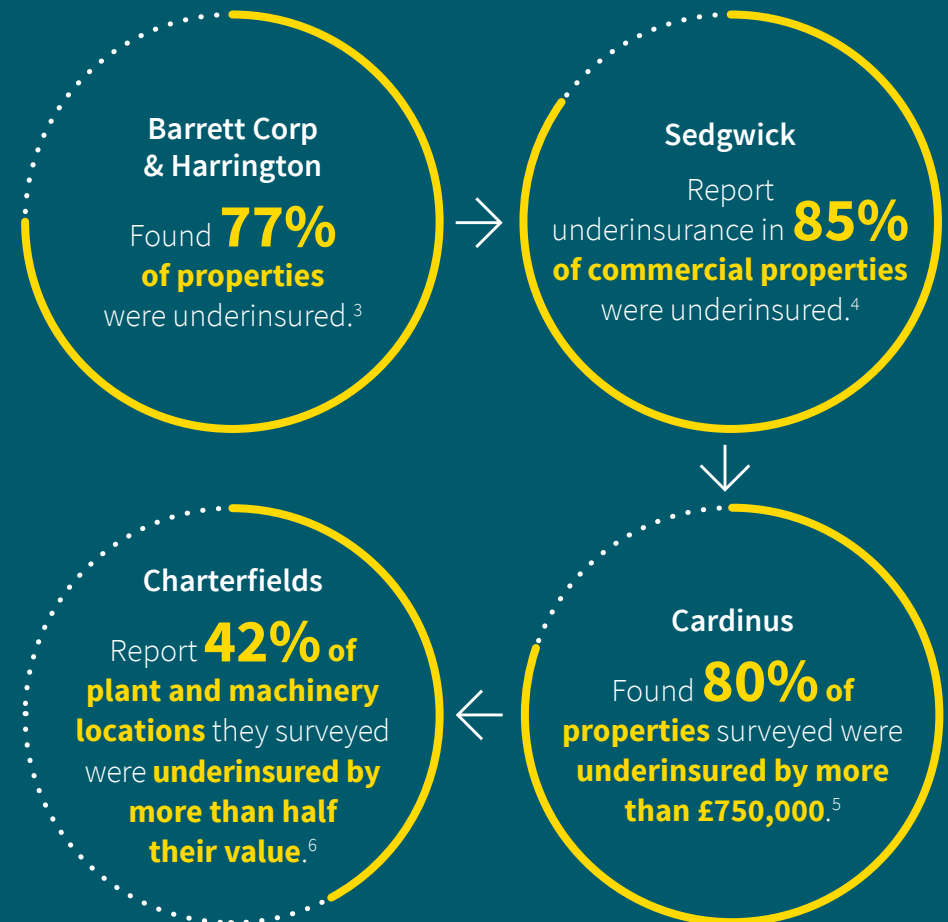 Barrett Corp
& Harrington
Found 77%
of properties
were underinsured.3
Sedgwick
Report
underinsurance in 85%
of commercial properties
were underinsured.4
Cardinus
Found 80% of
properties surveyed were
underinsured by more
than £750,000.5
Charterfields
Report 42% of
plant and machinery
locations they surveyed
were underinsured by
more than half
their value.6